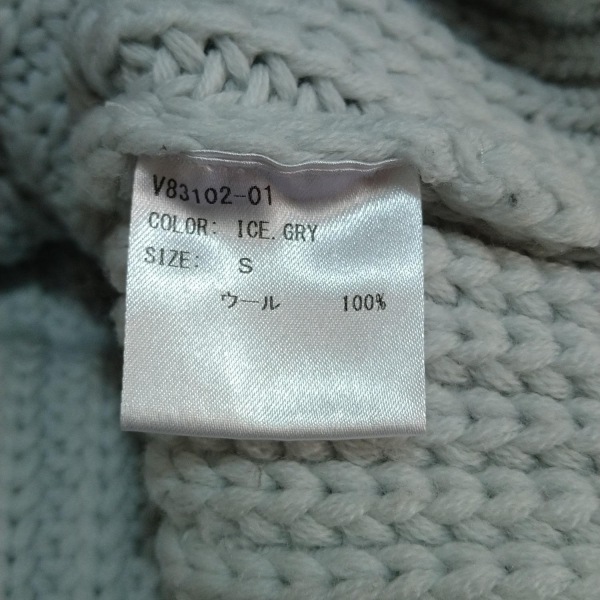 V83102-01
COLOR: ICE.GRY
SIZE: S
ウール 100%